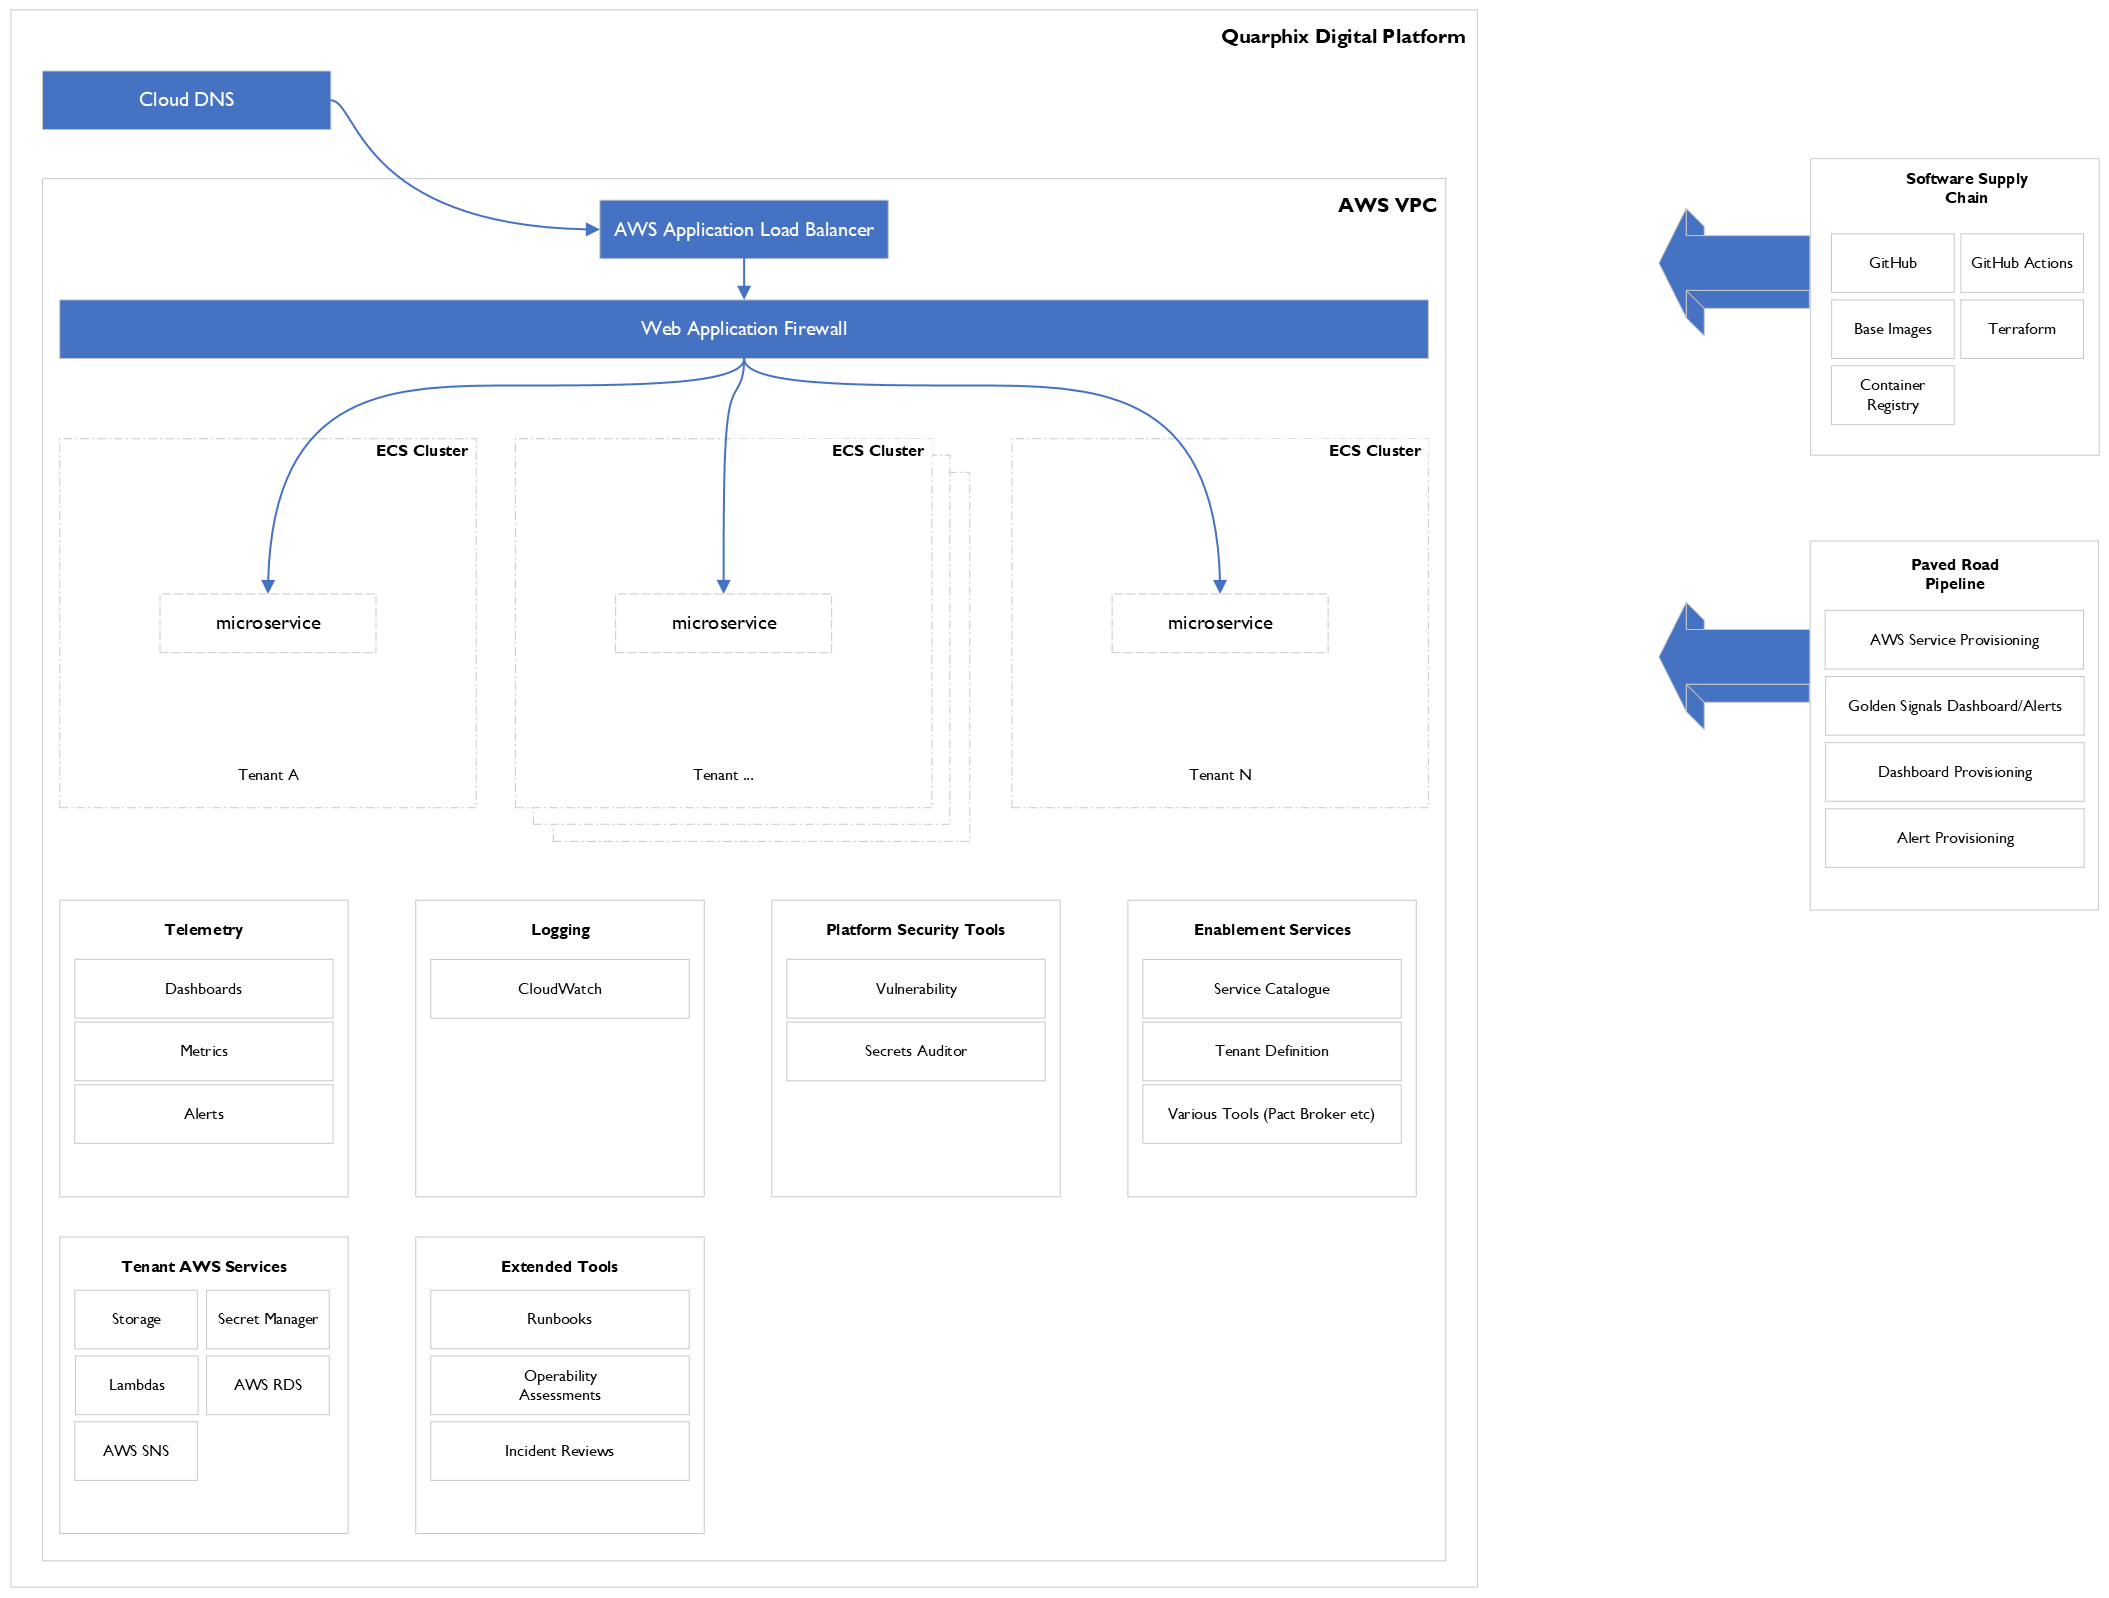 Quarphix Digital Platform
Cloud DNS
AWS VPC
AWS Application Load Balancer
Web Application Firewall
ECS Cluster
microservice
Tenant A
ECS Cluster
microservice
Tenant ...
ECS Cluster
microservice
Tenant N
Telemetry
Dashboards
Metrics
Alerts
Logging
CloudWatch
Platform Security Tools
Vulnerability
Secrets Auditor
Enablement Services
Service Catalogue
Tenant Definition
Various Tools (Pact Broker etc)
Tenant AWS Services
Storage
Secret Manager
Lambdas
AWS RDS
AWS SNS
Extended Tools
Runbooks
Operability
Assessments
Incident Reviews
Software Supply
Chain
GitHub
GitHub Actions
Base Images
Terraform
Container
Registry
Paved Road
Pipeline
AWS Service Provisioning
Golden Signals Dashboard/Alerts
Dashboard Provisioning
Alert Provisioning